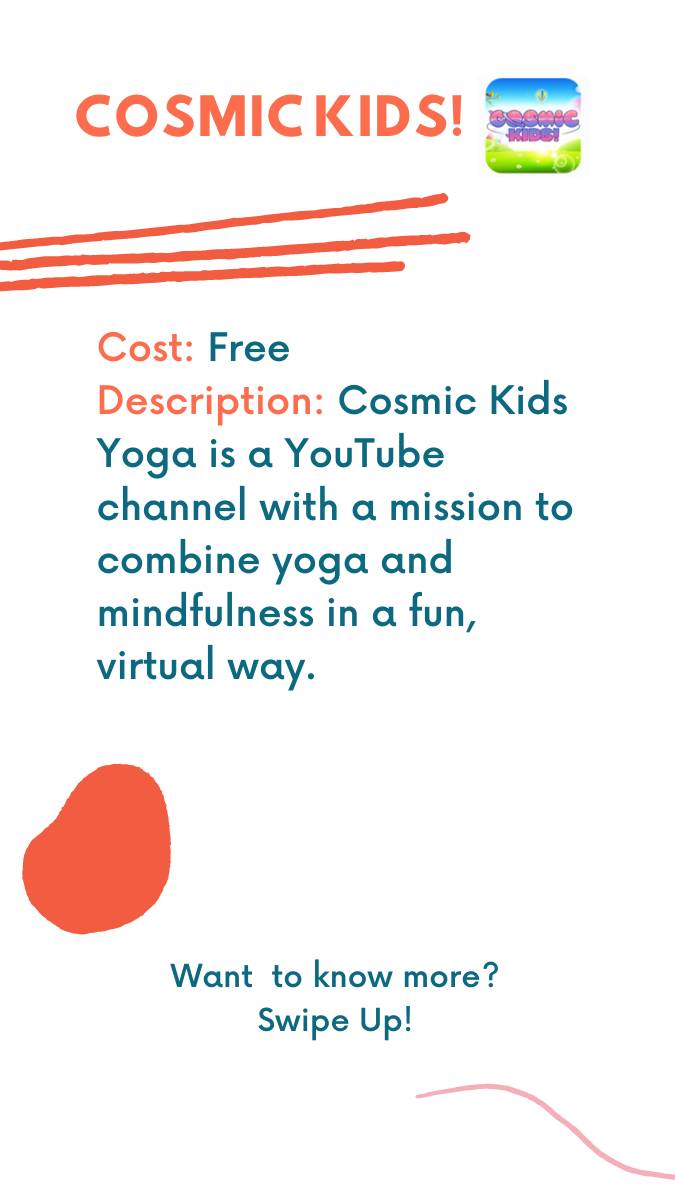 COSMIC KIDS!
COSMIC
KIDS!
Cost: Free
Description: Cosmic Kids
Yoga is a YouTube
channel with a mission to
combine yoga and
mindfulness in a fun,
virtual way.
Want  to know more?
Swipe Up!